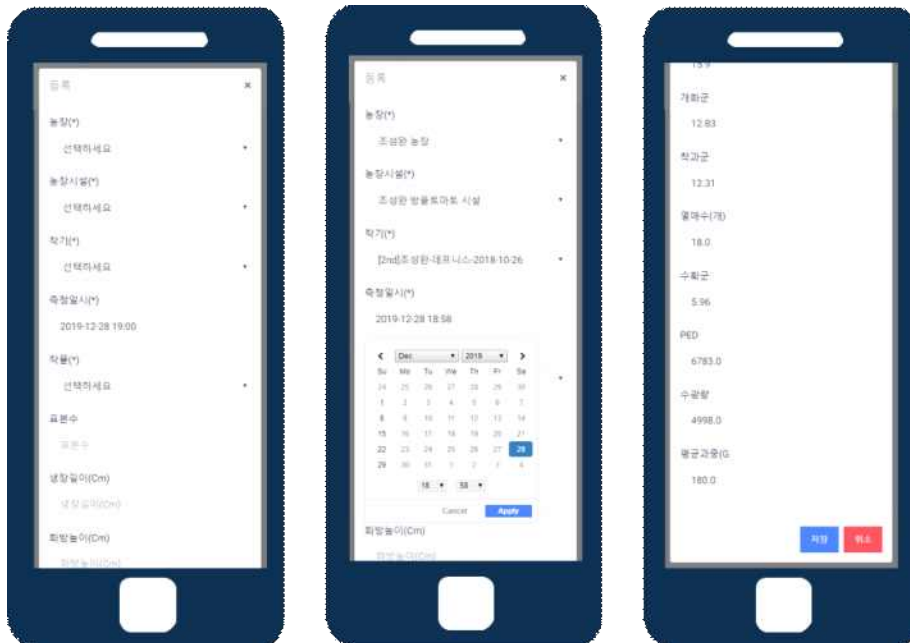 등록 ×
농장(*)
선택하세요
농장시설(*)
선택하세요
작기(*)
선택하세요
측정일시(*)
2019-12-28 19:00
작물(*)
선택하세요
표본수
표본수
생장길이(Cm)
생장길이(Cm)
화방높이(Cm)
화방높이(Cm)
등록 ×
농장(*)
조성완 농장
농장시설(*)
조성완 방울토마토 시설
작기(*)
[2nd]조성완-데프니스-2018-10-26
측정일시(*)
2019-12-28 18:58
Dec 2019
Su Mo Tu We Th Fr Sa
24 25 26 27 28 29 30
1 2 3 4 5 6 7
8 9 10 11 12 13 14
15 16 17 18 19 20 21
22 23 24 25 26 27 28
29 30 31 1 2 3 4
18 58
Cancel Apply
화방높이(Cm)
화방높이(Cm)
15.9
개화군
12.83
착과군
12.31
열매수(개)
18.0
수확군
5.96
PED
6783.0
수광량
4998.0
평균과중(G
180.0
저장 취소